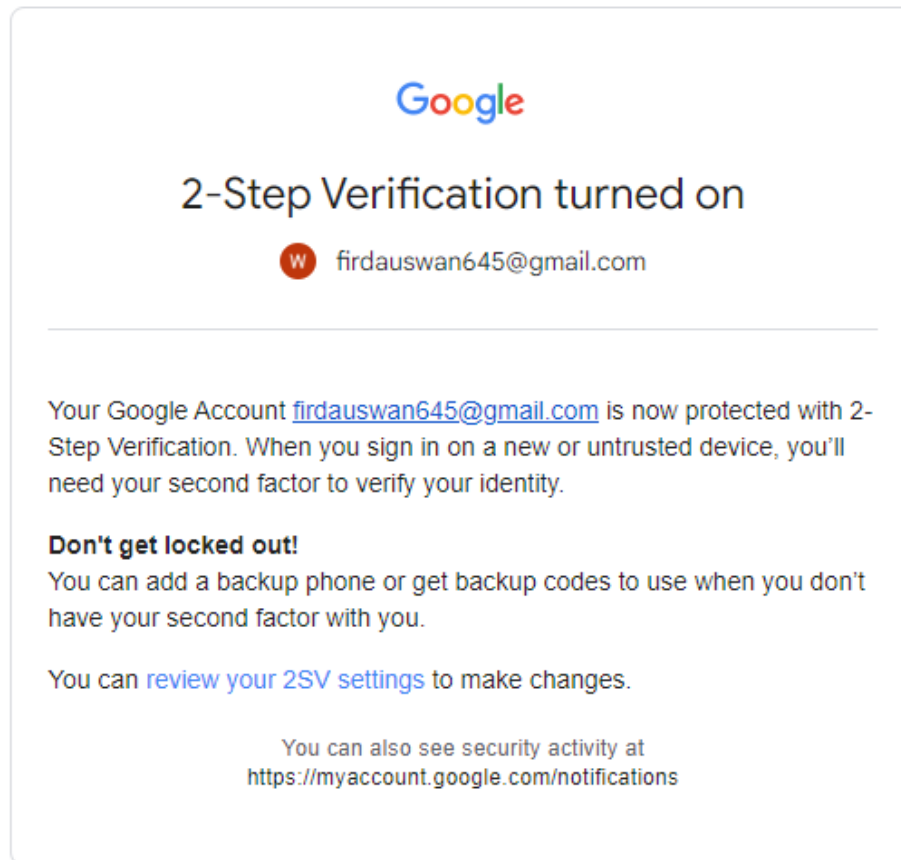 Google
2-Step Verification turned on
W firdauswan645@gmail.com
Your Google Account firdauswan645@gmail.com is now protected with 2-
Step Verification. When you sign in on a new or untrusted device, you’ll
need your second factor to verify your identity.
Don't get locked out!
You can add a backup phone or get backup codes to use when you don’t
have your second factor with you.
You can review your 2SV settings to make changes.
You can also see security activity at
https://myaccount.google.com/notifications